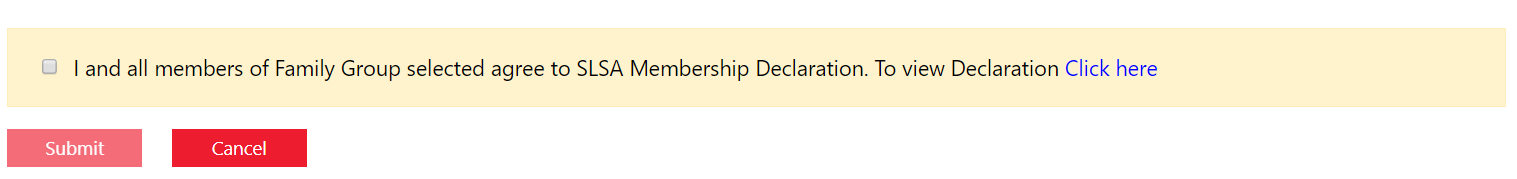 I and all members of Family Group selected agree to SLSA Membership Declaration. To view Declaration Click here
Submit Cancel